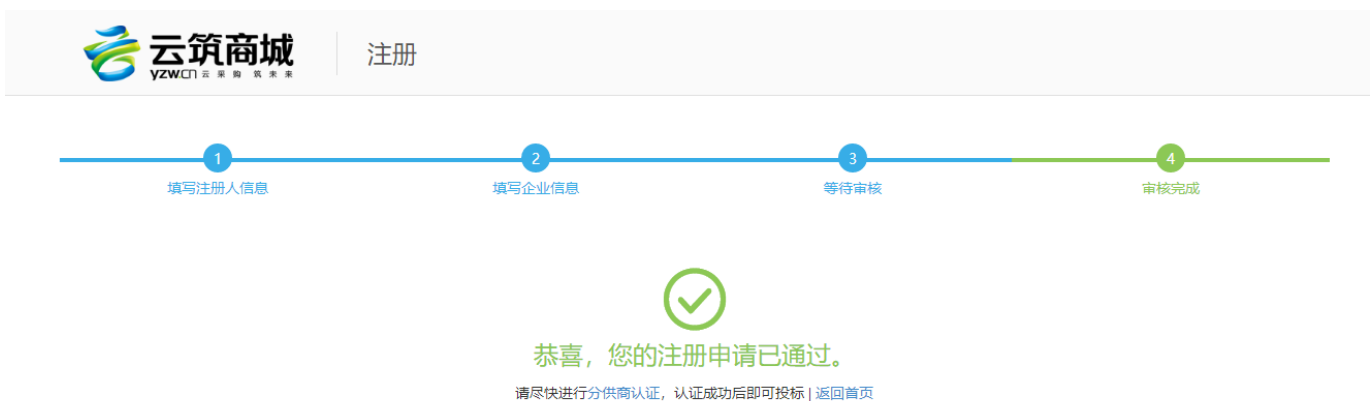 云筑商城
yzw.cn 云采购 筑未来
注册
1
2
3
4
填写注册人信息
填写企业信息
等待审核
审核完成
恭喜，您的注册申请已通过。
请尽快进行分供商认证，认证成功后即可投标 | 返回首页